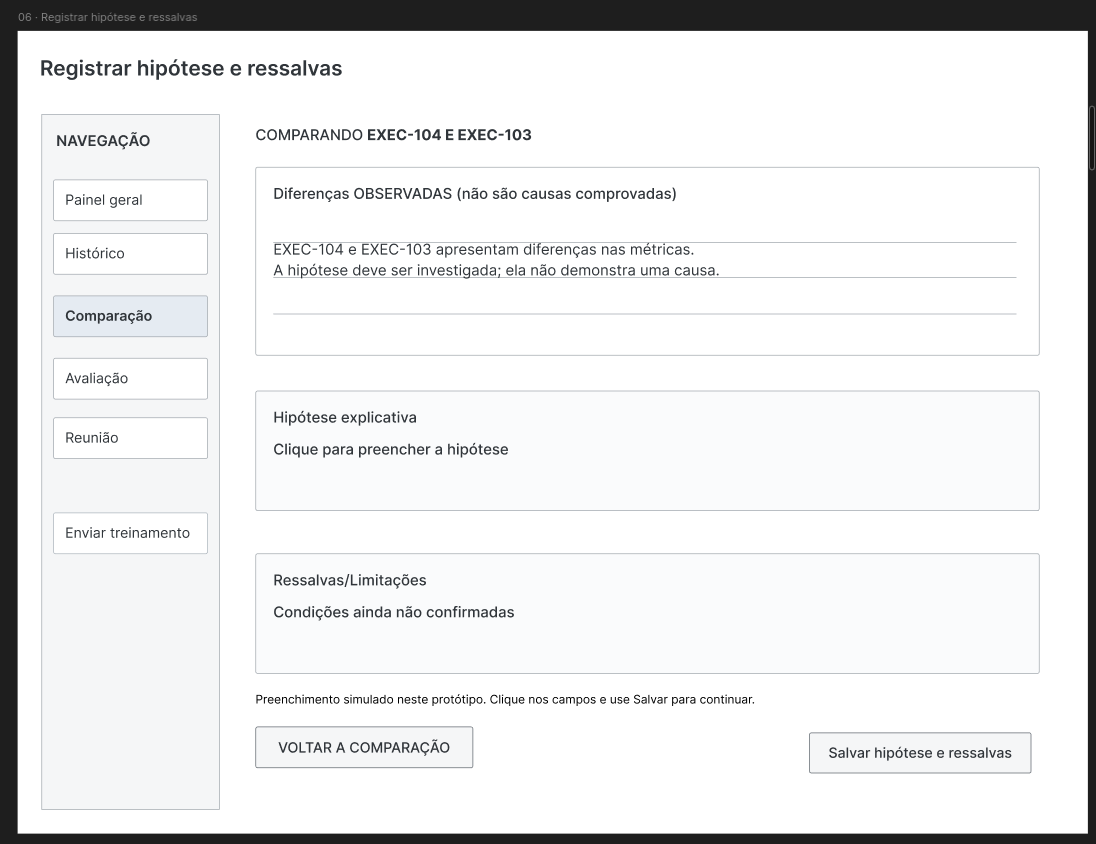 06 · Registrar hipótese e ressalvas
Registrar hipótese e ressalvas
NAVEGAÇÃO
Painel geral
Histórico
Comparação
Avaliação
Reunião
Enviar treinamento
COMPARANDO EXEC-104 E EXEC-103
Diferenças OBSERVADAS (não são causas comprovadas)
EXEC-104 e EXEC-103 apresentam diferenças nas métricas.
A hipótese deve ser investigada; ela não demonstra uma causa.
Hipótese explicativa
Clique para preencher a hipótese
Ressalvas/Limitações
Condições ainda não confirmadas
Preenchimento simulado neste protótipo. Clique nos campos e use Salvar para continuar.
VOLTAR A COMPARAÇÃO
Salvar hipótese e ressalvas